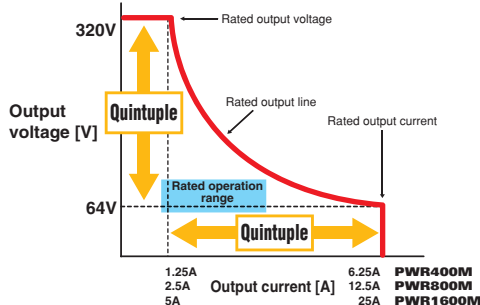 Rated output voltage
320V
Output
voltage [V]
Quintuple
Rated output line
Rated output current
Rated operation
range
64V
Quintuple
1.25A 6.25A PWR400M
2.5A Output current [A] 12.5A PWR800M
5A 25A PWR1600M